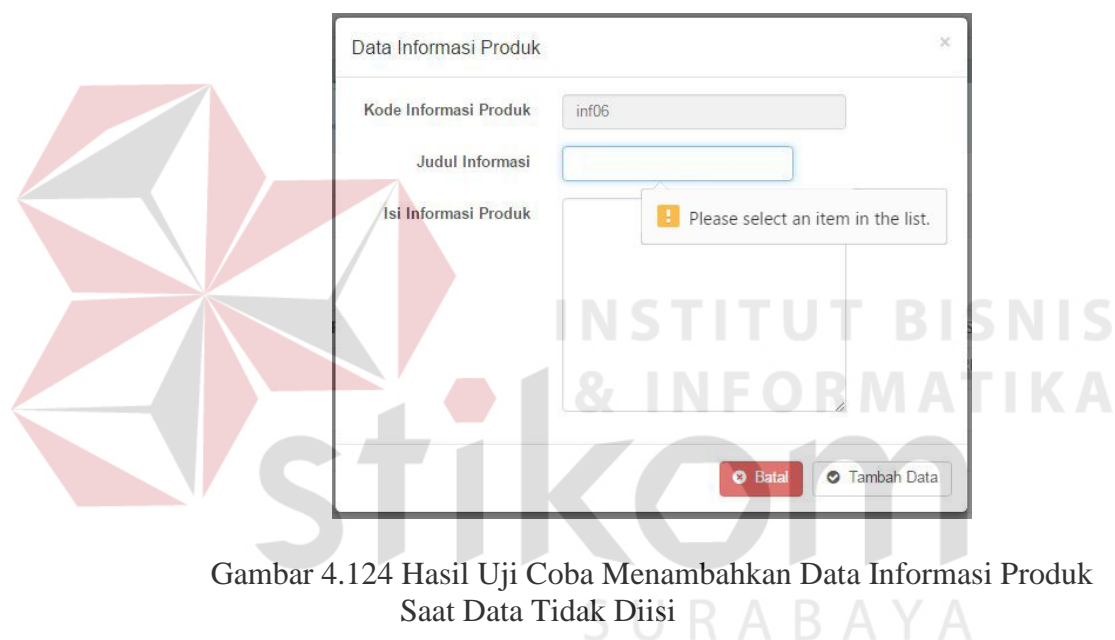 Data Informasi Produk
×
Kode Informasi Produk inf06
Judul Informasi
Isi Informasi Produk
Please select an item in the list.
INSTITUT BISNIS
& INFORMATIKA
stikom
Batal Tambah Data
Gambar 4.124 Hasil Uji Coba Menambahkan Data Informasi Produk
Saat Data Tidak Diisi
SURABAYA